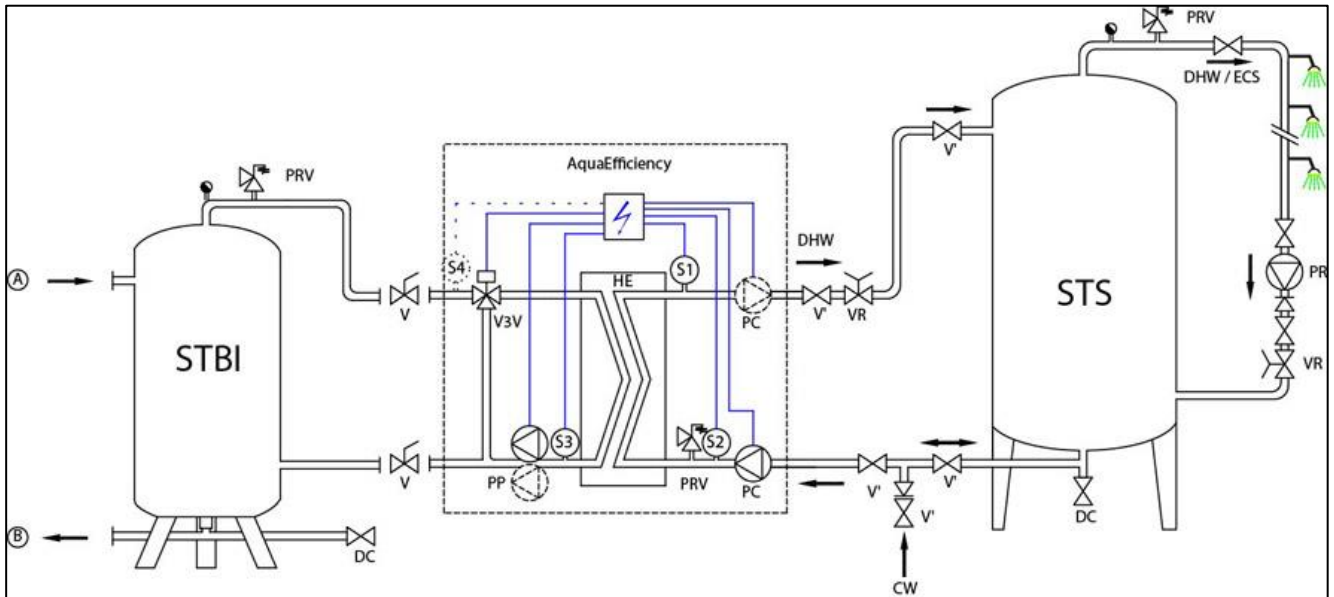 PRV
DHW / ECS
V'
AquaEfficiency
PRV
S4
S1
HE
DHW
A
V
V3V
PC
V'
VR
STS
PR
STBI
VR
S3
S2
V
PP
PRV
PC
V'
V'
V'
DC
B
DC
CW